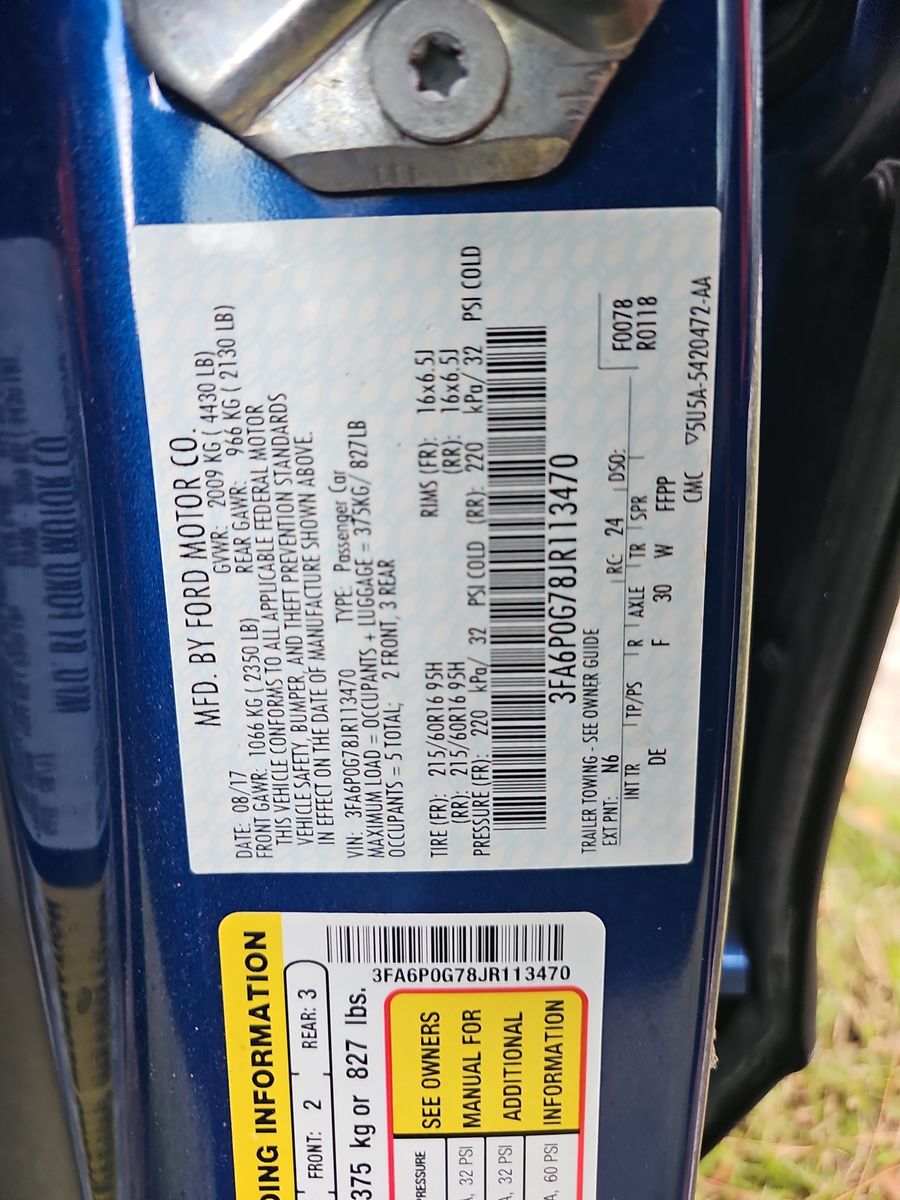 MFD. BY FORD MOTOR CO.
DATE: 08/17 GVWR: 2009 KG ( 4430 LB)
FRONT GAWR: 1066 KG ( 2350 LB) REAR GAWR: 966 KG ( 2130 LB)
THIS VEHICLE CONFORMS TO ALL APPLICABLE FEDERAL MOTOR
VEHICLE SAFETY, BUMPER, AND THEFT PREVENTION STANDARDS
IN EFFECT ON THE DATE OF MANUFACTURE SHOWN ABOVE.
VIN: 3FA6P0G78JR113470 TYPE: Passenger Car
MAXIMUM LOAD = OCCUPANTS + LUGGAGE = 375KG/ 827LB
OCCUPANTS = 5 TOTAL; 2 FRONT, 3 REAR
TIRE (FR): 215/60R16 95H RIMS (FR): 16x6.5J
(RR): 215/60R16 95H (RR): 16x6.5J
PRESSURE (FR): 220 kPa/ 32 PSI COLD (RR): 220 kPa/ 32 PSI COLD
3FA6P0G78JR113470
TRAILER TOWING - SEE OWNER GUIDE
EXT PNT: N6 RC: 24 DSO: F0078
R0118
INT TR TP/PS R AXLE TR SPR
DE F 30 W FFPP
CMC 5U5A-5420472-AA
DING INFORMATION
FRONT: 2 REAR: 3
375 kg or 827 lbs.
3FA6P0G78JR113470
PRESSURE
A, 32 PSI
A, 32 PSI
A, 60 PSI
SEE OWNERS
MANUAL FOR
ADDITIONAL
INFORMATION